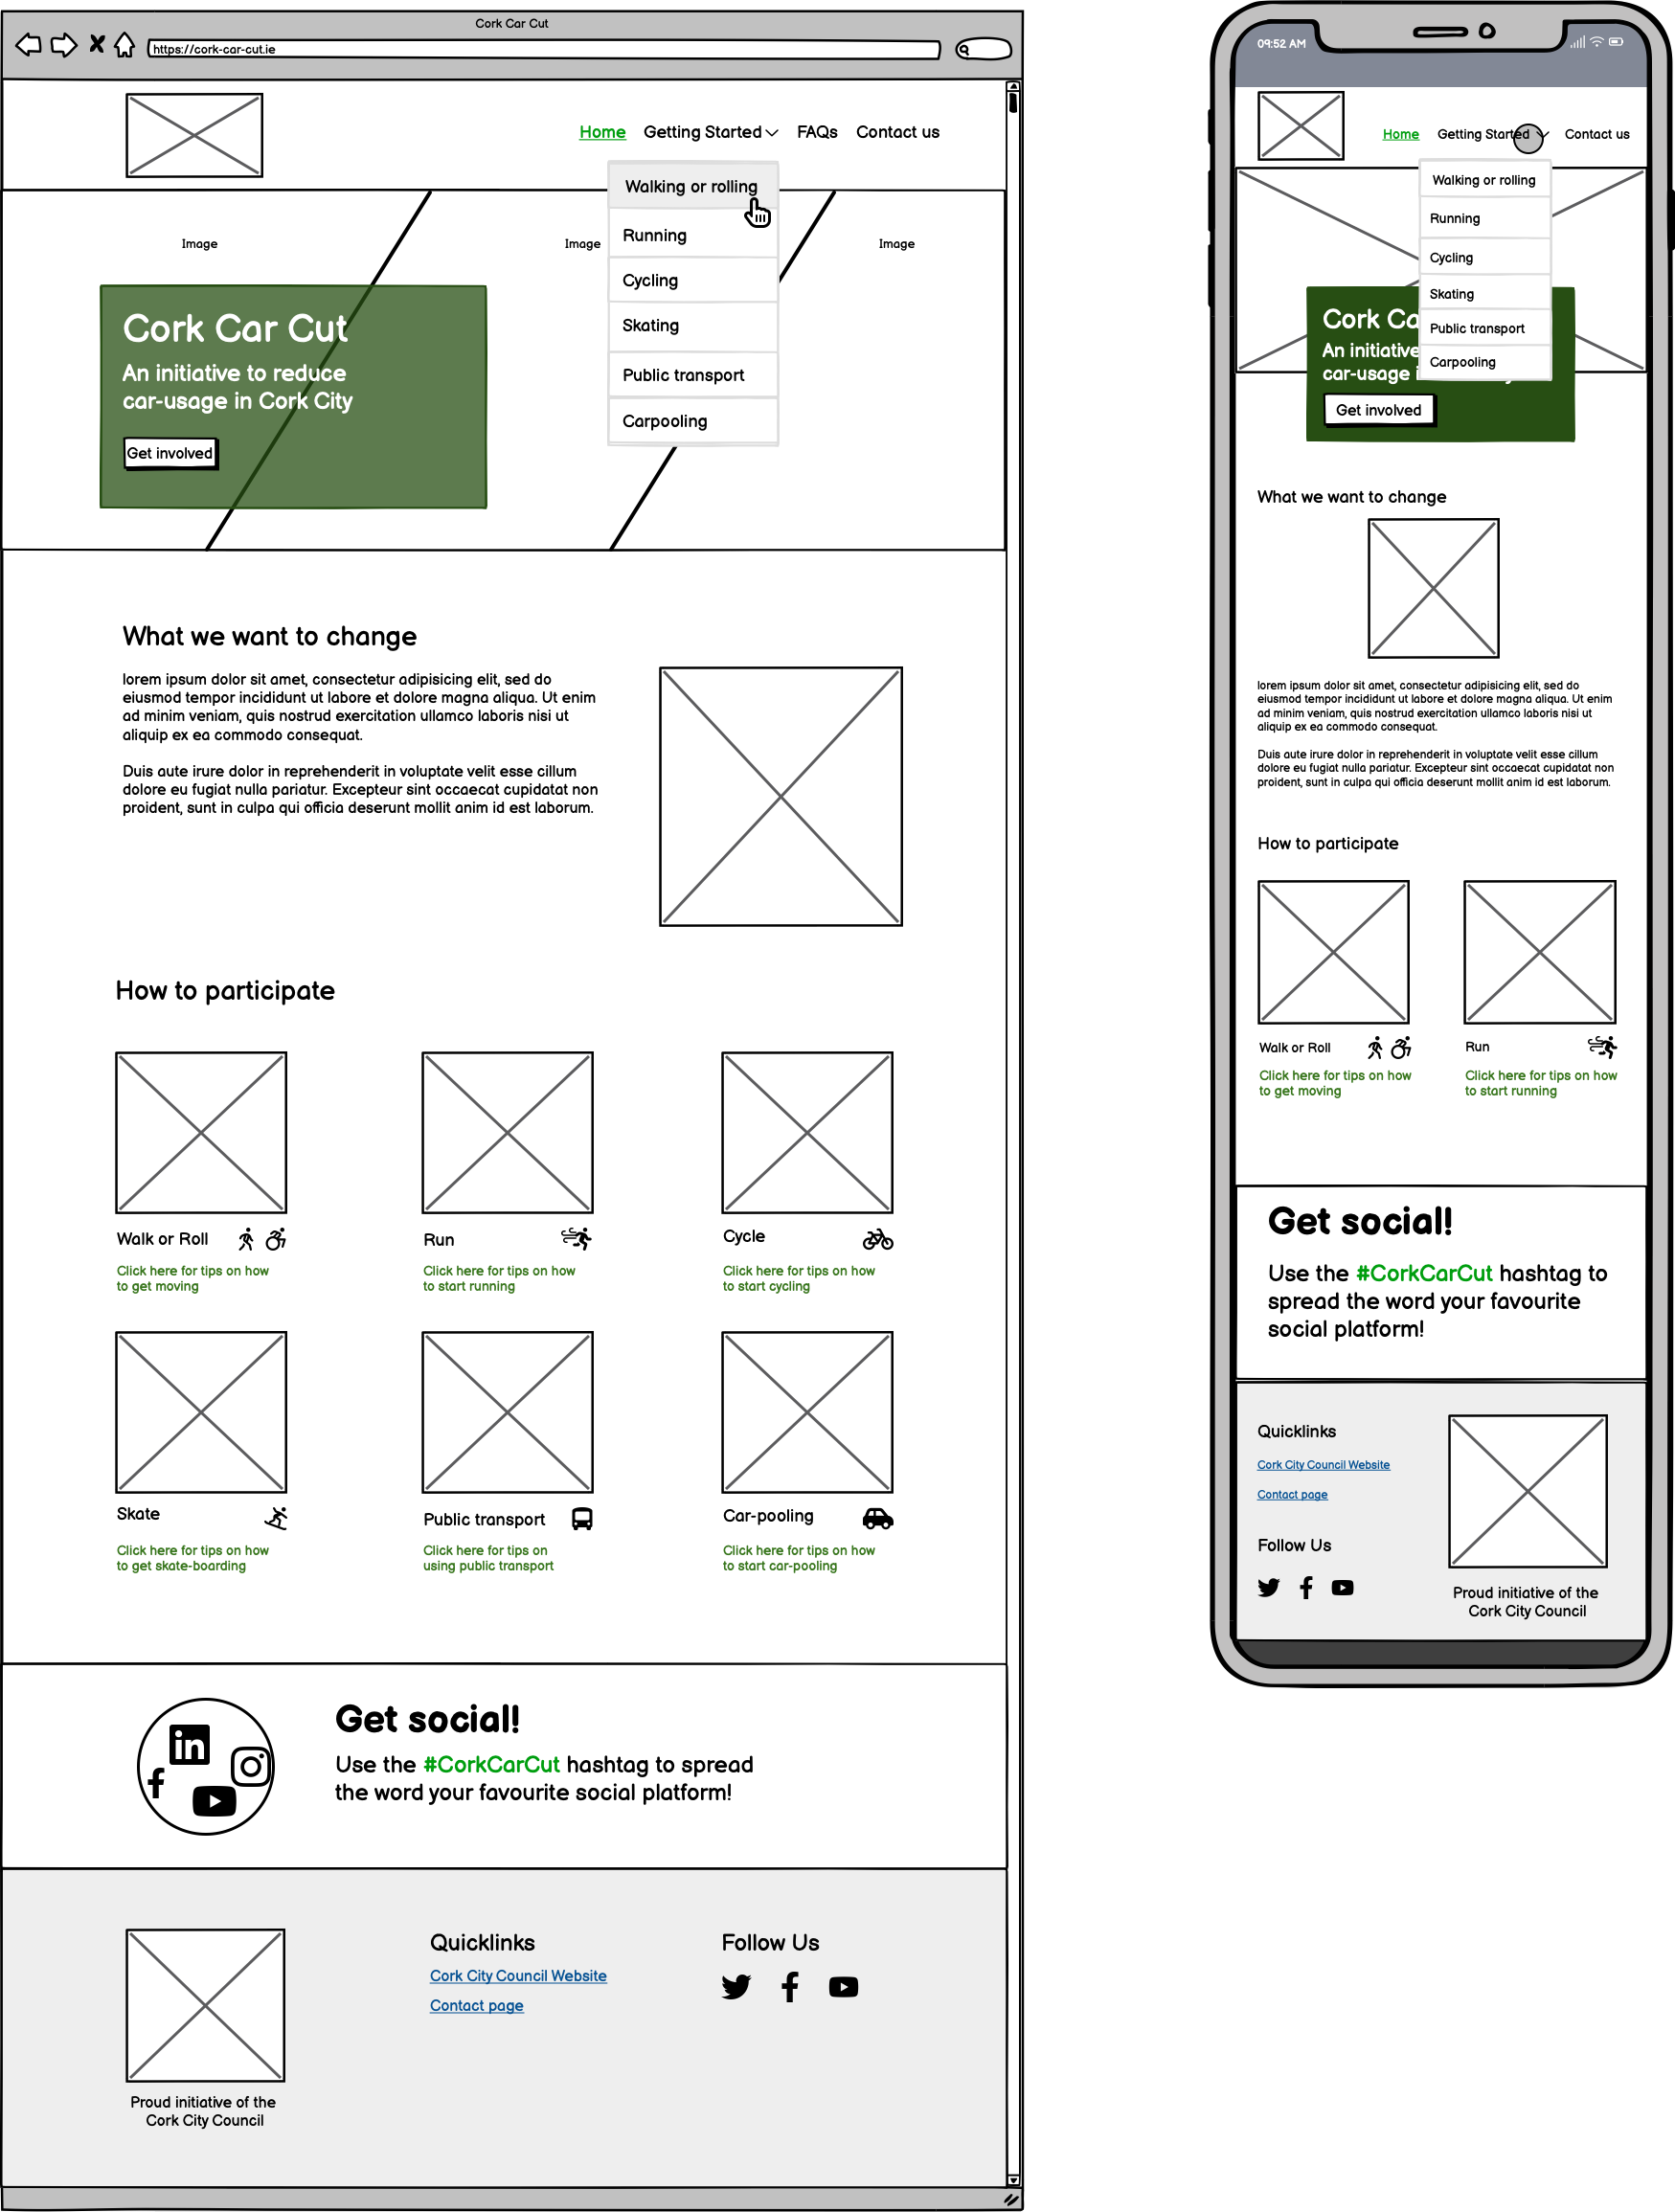 Cork Car Cut
https://cork-car-cut.ie
Home Getting Started FAQs Contact us
Walking or rolling
Running
Cycling
Skating
Public transport
Carpooling
Image Image Image
Cork Car Cut
An initiative to reduce
car-usage in Cork City
Get involved
What we want to change
lorem ipsum dolor sit amet, consectetur adipisicing elit, sed do
eiusmod tempor incididunt ut labore et dolore magna aliqua. Ut enim
ad minim veniam, quis nostrud exercitation ullamco laboris nisi ut
aliquip ex ea commodo consequat.
Duis aute irure dolor in reprehenderit in voluptate velit esse cillum
dolore eu fugiat nulla pariatur. Excepteur sint occaecat cupidatat non
proident, sunt in culpa qui officia deserunt mollit anim id est laborum.
How to participate
Walk or Roll
Click here for tips on how
to get moving
Run
Click here for tips on how
to start running
Cycle
Click here for tips on how
to start cycling
Skate
Click here for tips on how
to get skate-boarding
Public transport
Click here for tips on
using public transport
Car-pooling
Click here for tips on how
to start car-pooling
in
Get social!
Use the #CorkCarCut hashtag to spread
the word your favourite social platform!
Proud initiative of the
Cork City Council
Quicklinks
Cork City Council Website
Contact page
Follow Us
09:52 AM
Home Getting Started Contact us
Walking or rolling
Running
Cycling
Skating
Public transport
Carpooling
Cork Ca
An initiative
car-usage
Get involved
What we want to change
lorem ipsum dolor sit amet, consectetur adipisicing elit, sed do
eiusmod tempor incididunt ut labore et dolore magna aliqua. Ut enim
ad minim veniam, quis nostrud exercitation ullamco laboris nisi ut
aliquip ex ea commodo consequat.
Duis aute irure dolor in reprehenderit in voluptate velit esse cillum
dolore eu fugiat nulla pariatur. Excepteur sint occaecat cupidatat non
proident, sunt in culpa qui officia deserunt mollit anim id est laborum.
How to participate
Walk or Roll
Click here for tips on how
to get moving
Run
Click here for tips on how
to start running
Get social!
Use the #CorkCarCut hashtag to
spread the word your favourite
social platform!
Quicklinks
Cork City Council Website
Contact page
Follow Us
Proud initiative of the
Cork City Council